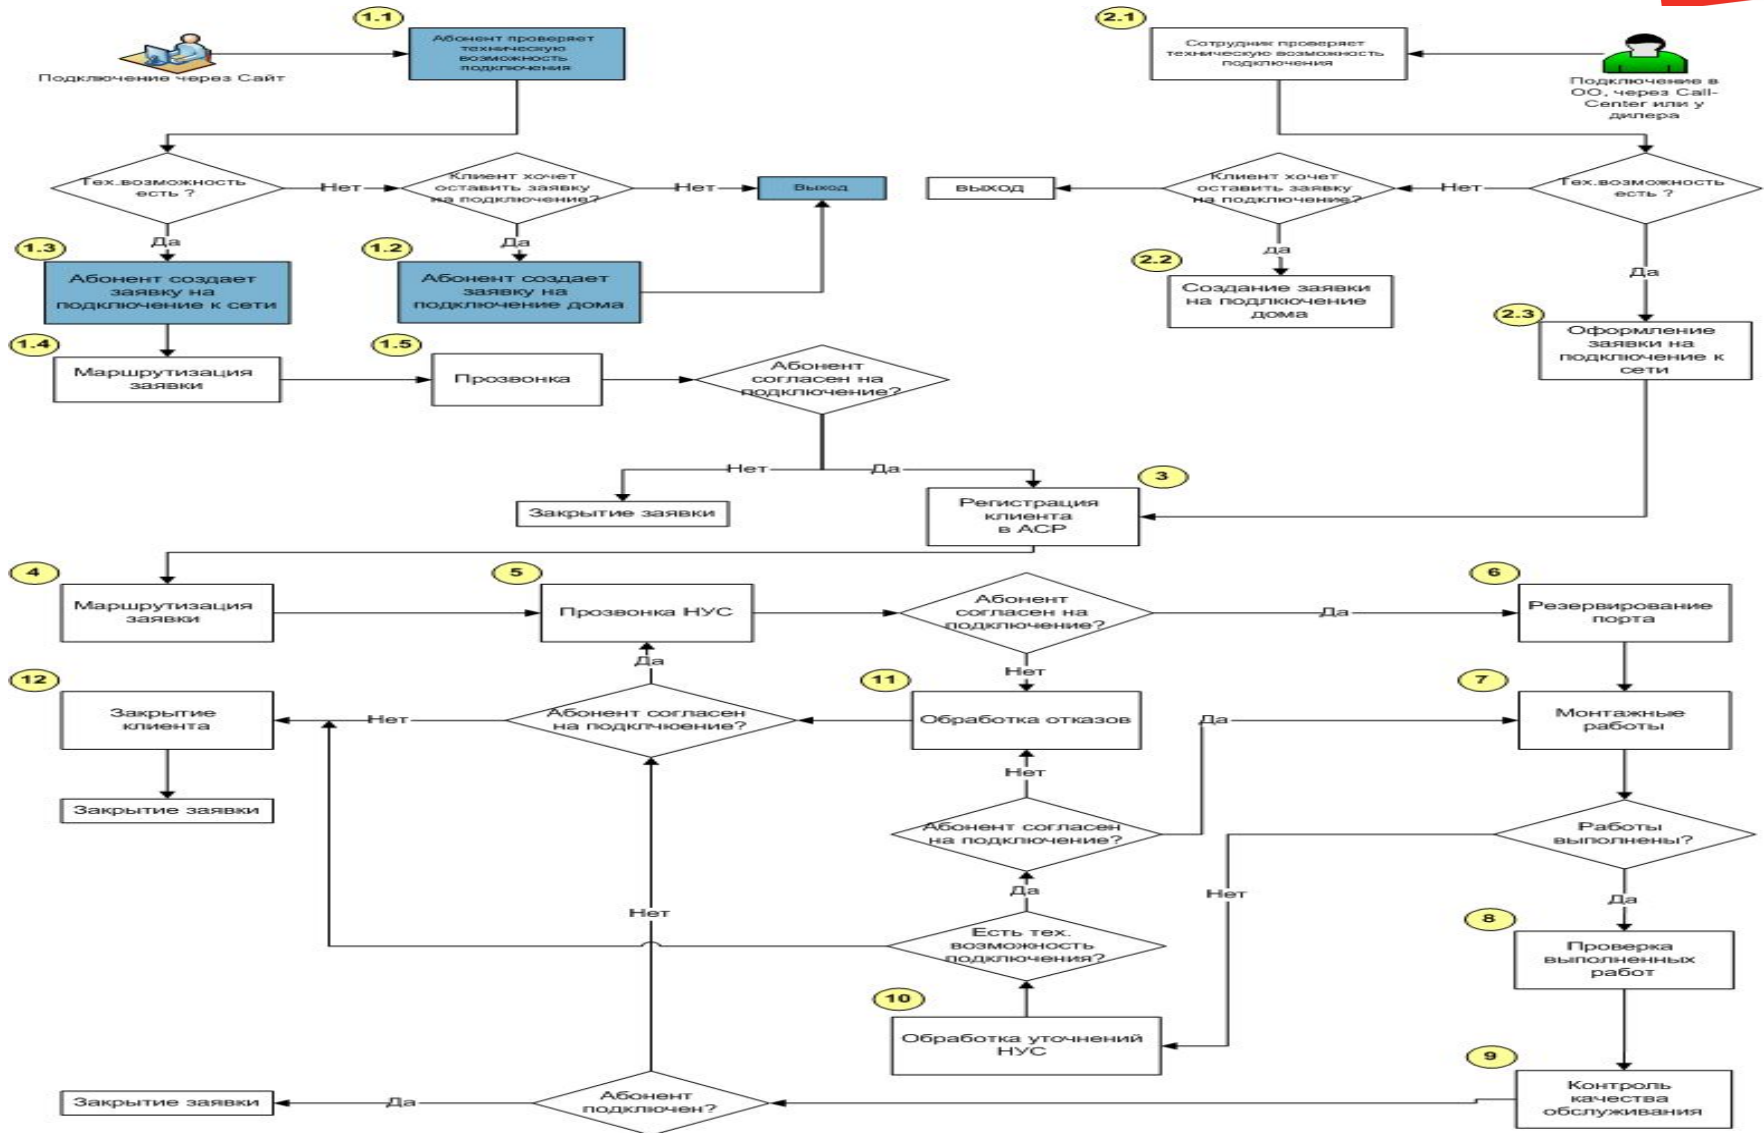 1.1
Абонент проверяет
техническую
возможность
подключения
Подключение через Сайт
2.1
Сотрудник проверяет
техническую возможность
подключения
Подключение в
ОО, через Call-
Center или у
дилера
Тех.возможность
есть ?
Нет
Клиент хочет
оставить заявку
на подключение?
Нет
Выход
выход
Клиент хочет
оставить заявку
на подключение?
Нет
Тех.возможность
есть ?
Да
Да
да
Да
1.3
Абонент создает
заявку на
подключение к сети
1.2
Абонент создает
заявку на
подключение дома
2.2
Создание заявки
на подлключение
дома
2.3
Оформление
заявки на
подключение к
сети
1.4
Маршрутизация
заявки
1.5
Прозвонка
Абонент
согласен на
подключение?
Нет
Да
Закрытие заявки
3
Регистрация
клиента
в АСР
4
Маршрутизация
заявки
5
Прозвонка НУС
Абонент
согласен на
подключение?
Да
6
Резервирование
порта
Да
Нет
12
Закрытие
клиента
Нет
Абонент согласен
на подклчюение?
11
Обработка отказов
Да
7
Монтажные
работы
Закрытие заявки
Нет
Абонент согласен
на подключение?
Работы
выполнены?
Да
Нет
Да
Нет
Есть тех.
возможность
подключения?
8
Проверка
выполненных
работ
10
Обработка уточнений
НУС
9
Контроль
качества
обслуживания
Закрытие заявки
Да
Абонент
подключен?